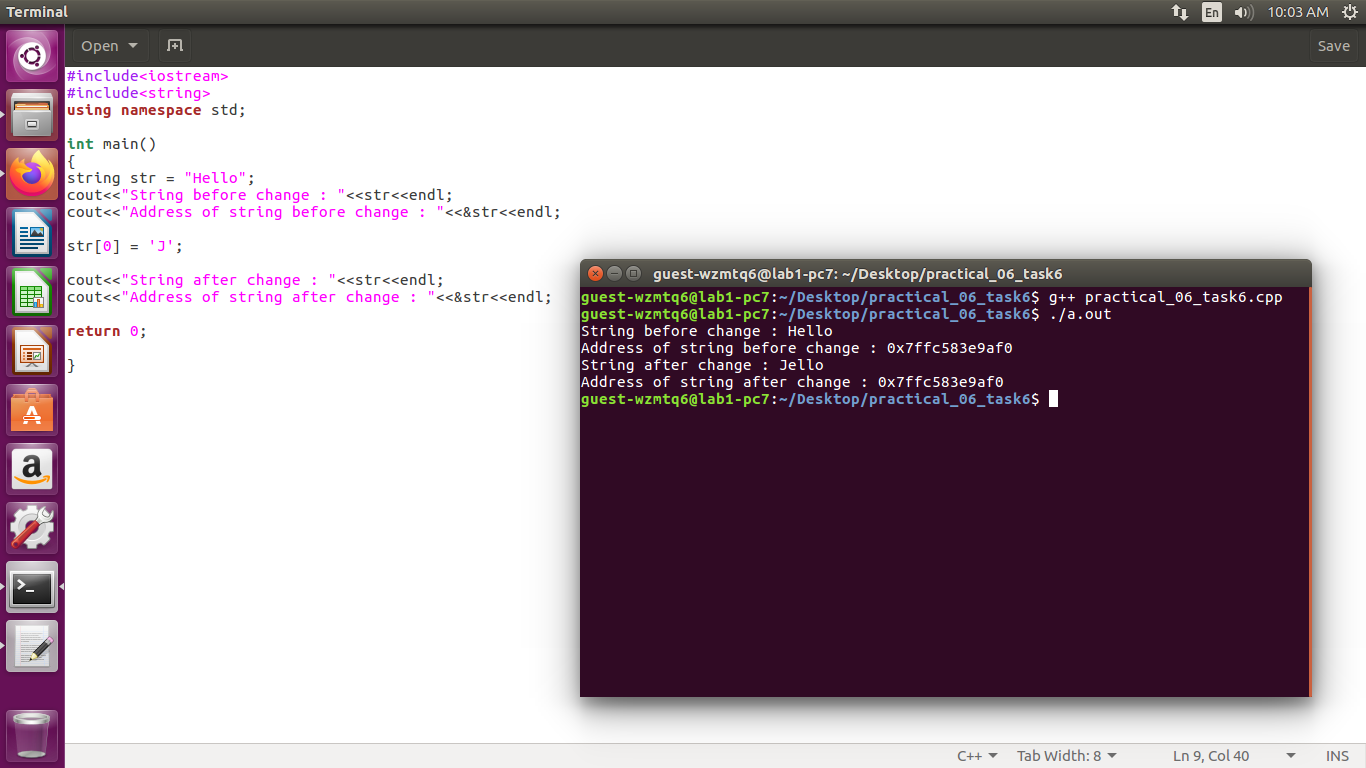 Terminal
En
10:03 AM
Open
Save
#include<iostream>
#include<string>
using namespace std;
int main()
{
string str = "Hello";
cout<<"String before change : "<<str<<endl;
cout<<"Address of string before change : "<<&str<<endl;
str[0] = 'J';
cout<<"String after change : "<<str<<endl;
cout<<"Address of string after change : "<<&str<<endl;
return 0;
}
guest-wzmtq6@lab1-pc7: ~/Desktop/practical_06_task6
guest-wzmtq6@lab1-pc7:~/Desktop/practical_06_task6$ g++ practical_06_task6.cpp
guest-wzmtq6@lab1-pc7:~/Desktop/practical_06_task6$ ./a.out
String before change : Hello
Address of string before change : 0x7ffc583e9af0
String after change : Jello
Address of string after change : 0x7ffc583e9af0
guest-wzmtq6@lab1-pc7:~/Desktop/practical_06_task6$
C++
Tab Width: 8
Ln 9, Col 40
INS